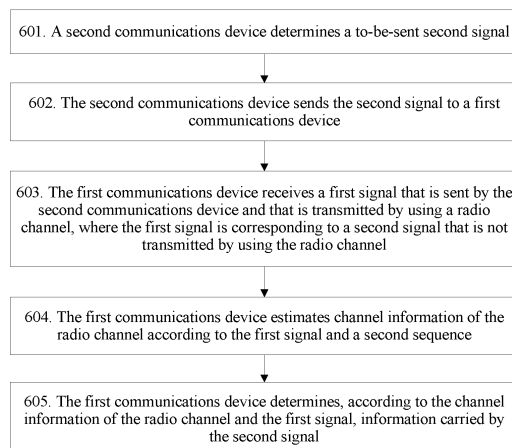 601. A second communications device determines a to-be-sent second signal
602. The second communications device sends the second signal to a first
communications device
603. The first communications device receives a first signal that is sent by the
second communications device and that is transmitted by using a radio
channel, where the first signal is corresponding to a second signal that is not
transmitted by using the radio channel
604. The first communications device estimates channel information of the
radio channel according to the first signal and a second sequence
605. The first communications device determines, according to the channel
information of the radio channel and the first signal, information carried by
the second signal